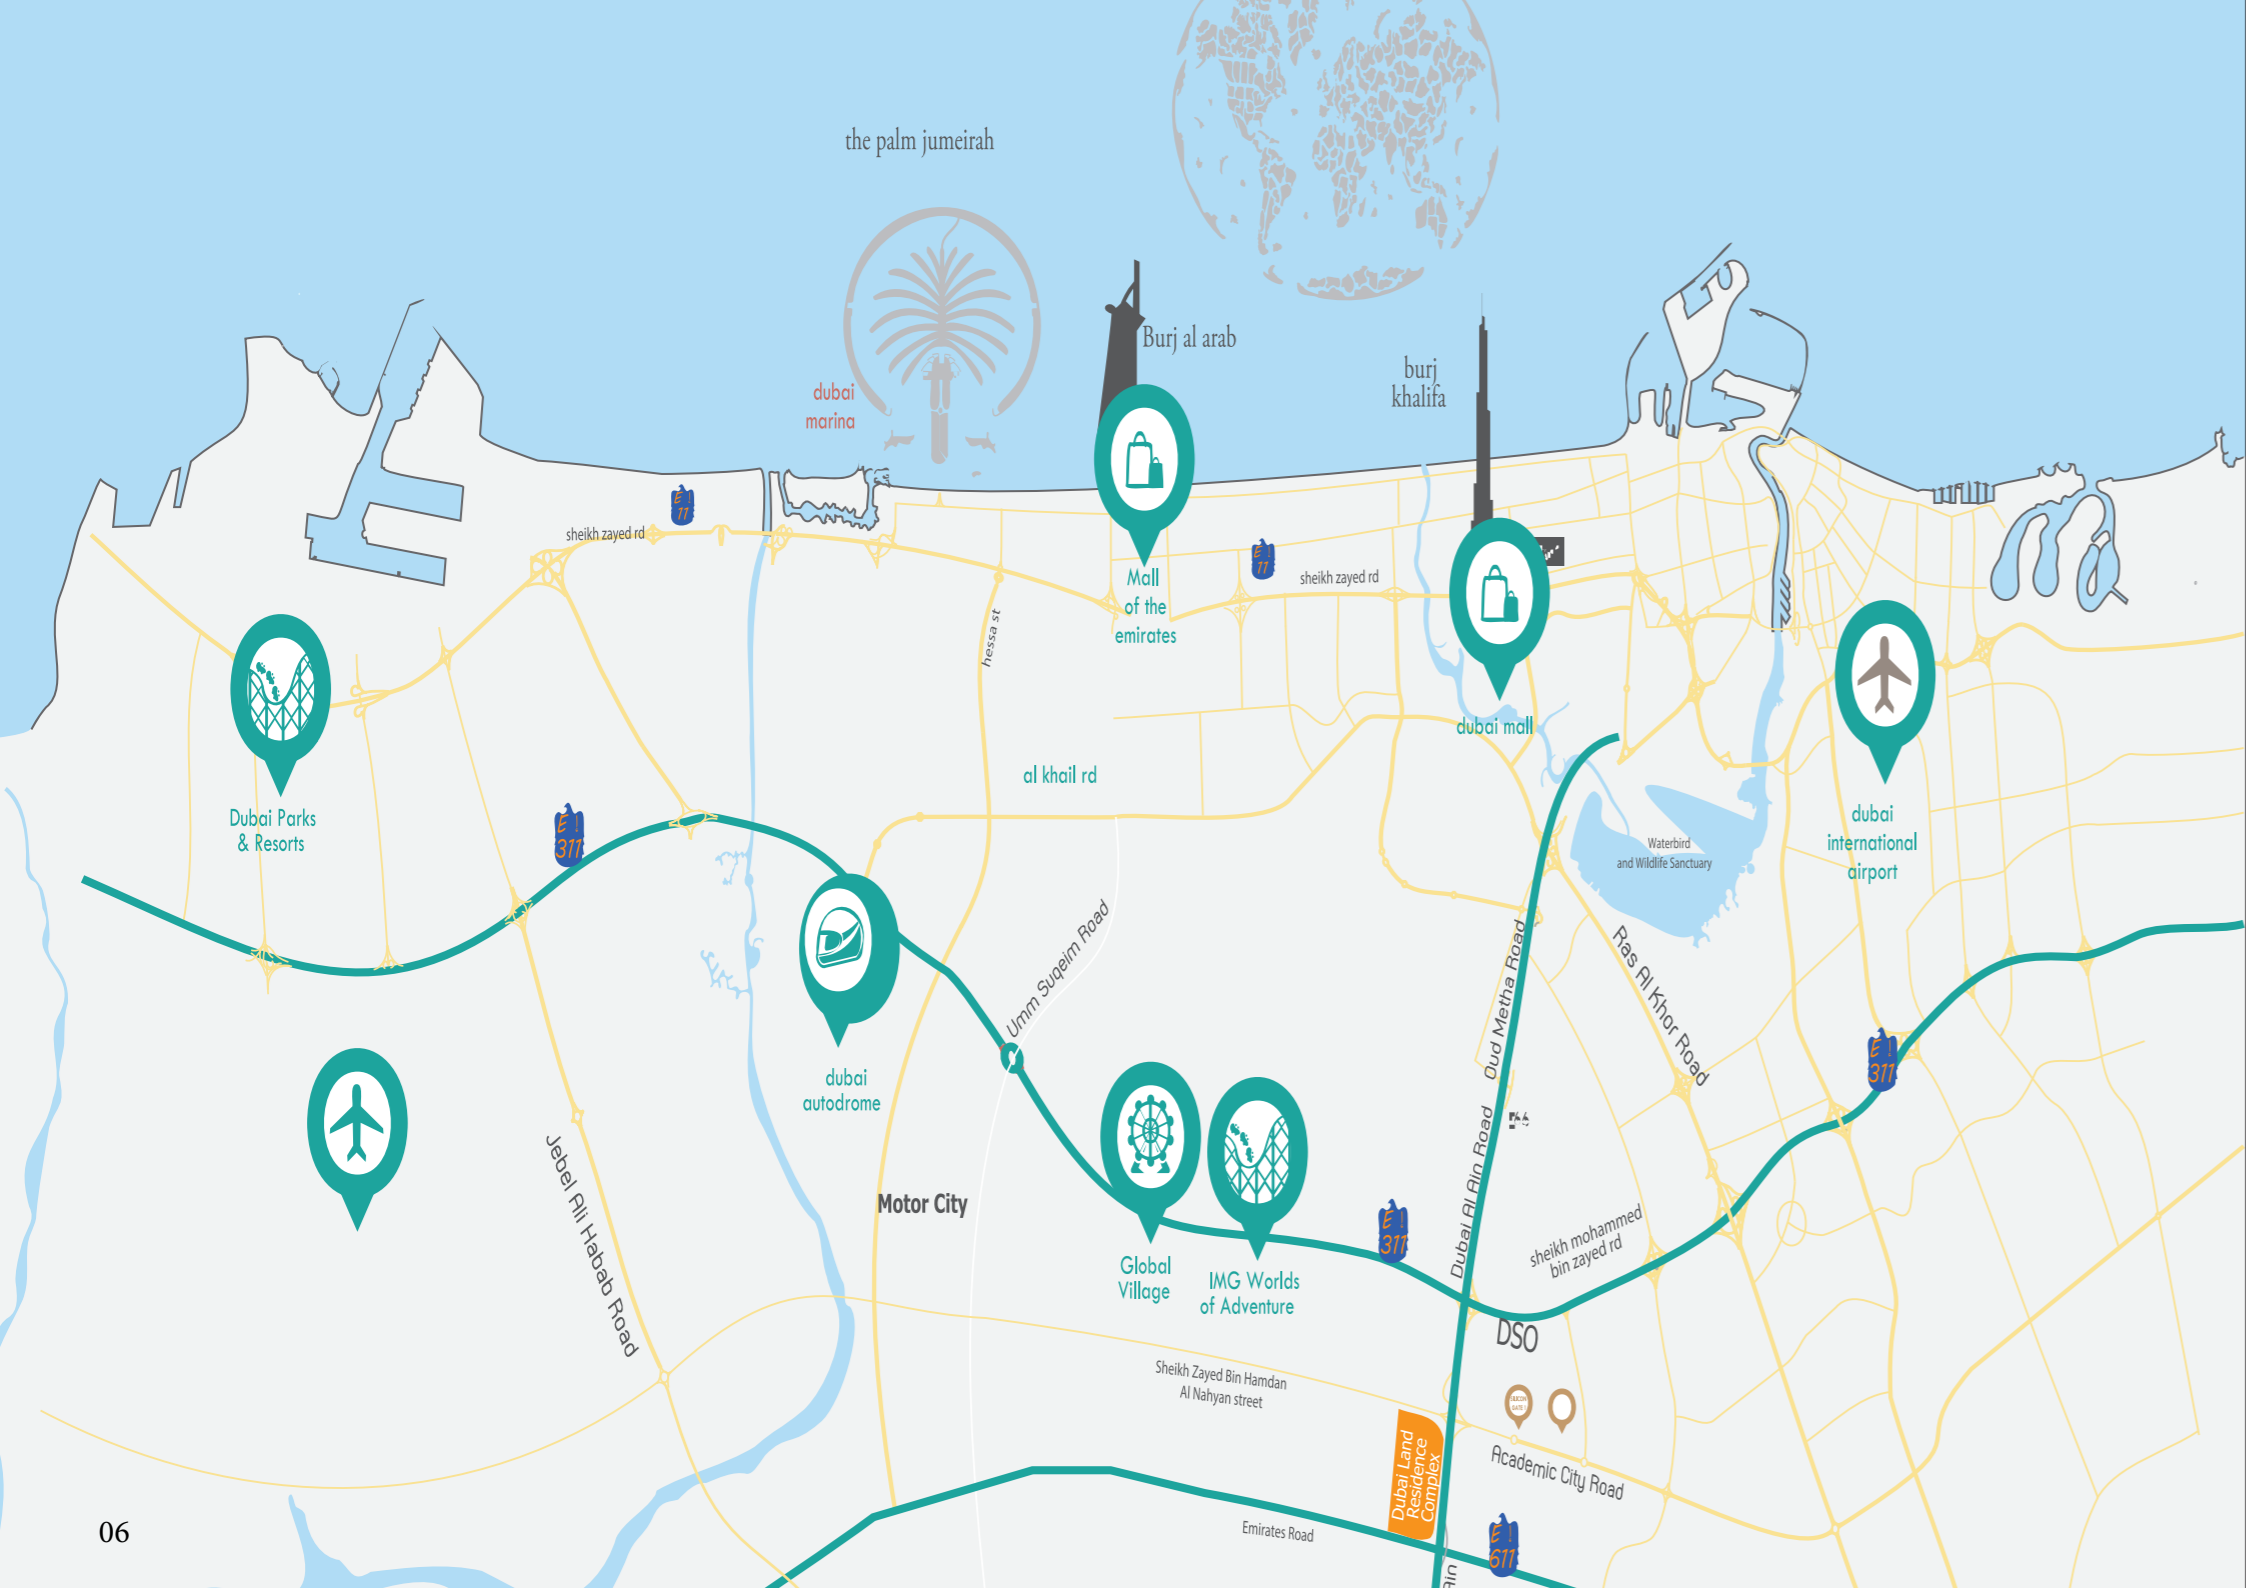 the palm jumeirah
Burj al arab
burj
khalifa
dubai
marina
E
11
sheikh zayed rd
E
11
sheikh zayed rd
Mall
of the
emirates
hessa st
dubai mall
al khail rd
Dubai Parks
& Resorts
E
311
dubai
international
airport
Waterbird
and Wildlife Sanctuary
Umm Suqeim Road
Oud Metha Road
Ras Al Khor Road
dubai
autodrome
E
311
Jebel Ali Habab Road
Motor City
Dubai Al Ain Road
Global
Village
IMG Worlds
of Adventure
E
311
sheikh mohammed
bin zayed rd
DSO
Sheikh Zayed Bin Hamdan
Al Nahyan street
SILICON
GATE 1
Dubai Land
Residence
Complex
Academic City Road
Emirates Road
E
611
06